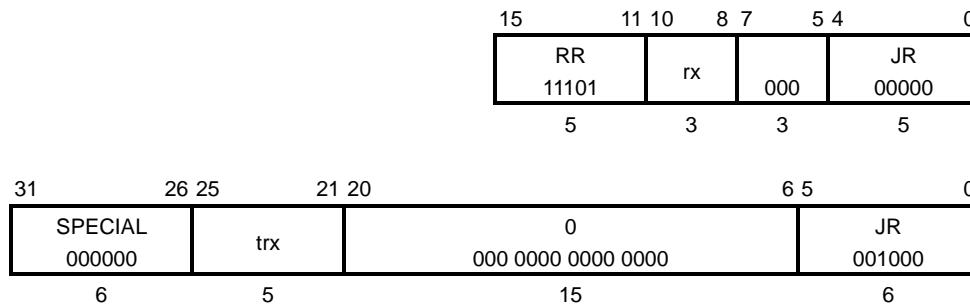 15 11 10 8 7 5 4 0
RR rx 000 JR
11101 00000
5 3 3 5
31 26 25 21 20 6 5 0
SPECIAL trx 0 JR
000000 000 0000 0000 0000 001000
6 5 15 6